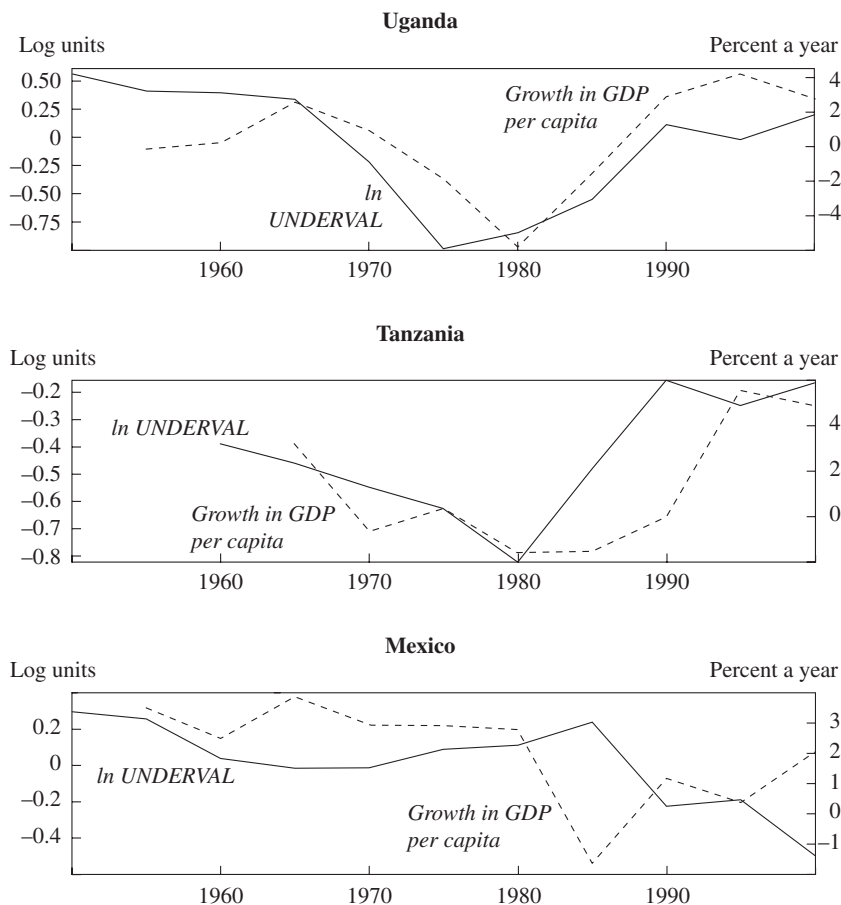 Uganda
Log units Percent a year
0.50
0.25
0
–0.25
–0.50
–0.75
4
2
0
–2
–4
Growth in GDP
per capita
ln
UNDERVAL
1960 1970 1980 1990
Tanzania
Log units Percent a year
–0.2
–0.3
–0.4
–0.5
–0.6
–0.7
–0.8
4
2
0
ln UNDERVAL
Growth in GDP
per capita
1960 1970 1980 1990
Mexico
Log units Percent a year
0.2
0
–0.2
–0.4
3
2
1
0
–1
ln UNDERVAL
Growth in GDP
per capita
1960 1970 1980 1990